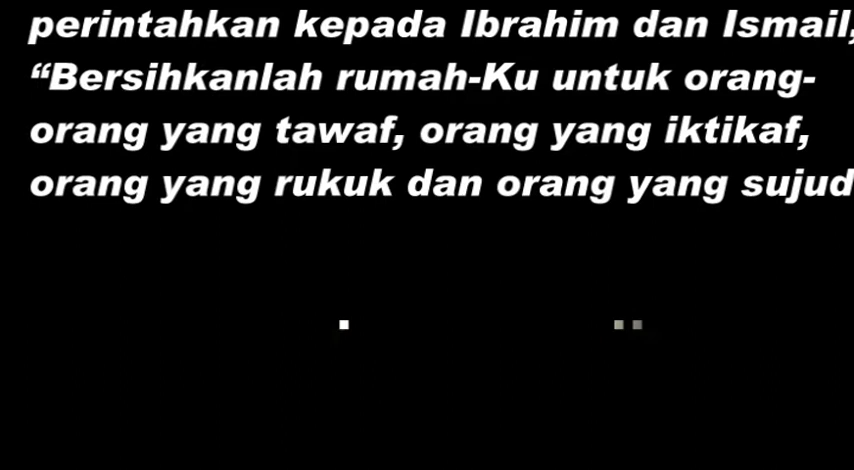 perintahkan kepada Ibrahim dan Ismail,
“Bersihkanlah rumah-Ku untuk orang-
orang yang tawaf, orang yang iktikaf,
orang yang rukuk dan orang yang sujud